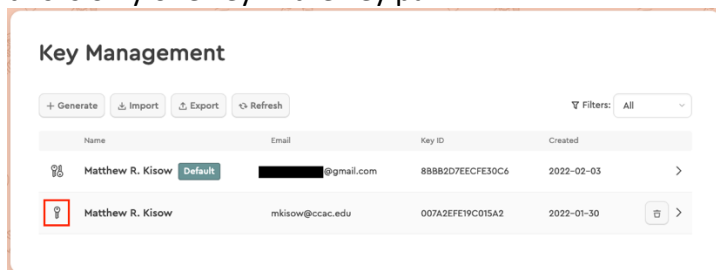 Key Management
+ Generate Import Export Refresh Filters: All
Name Email Key ID Created
Matthew R. Kisow Default @gmail.com 8BBB2D7EECFE30C6 2022-02-03
Matthew R. Kisow mkisow@ccac.edu 007A2EFE19C015A2 2022-01-30